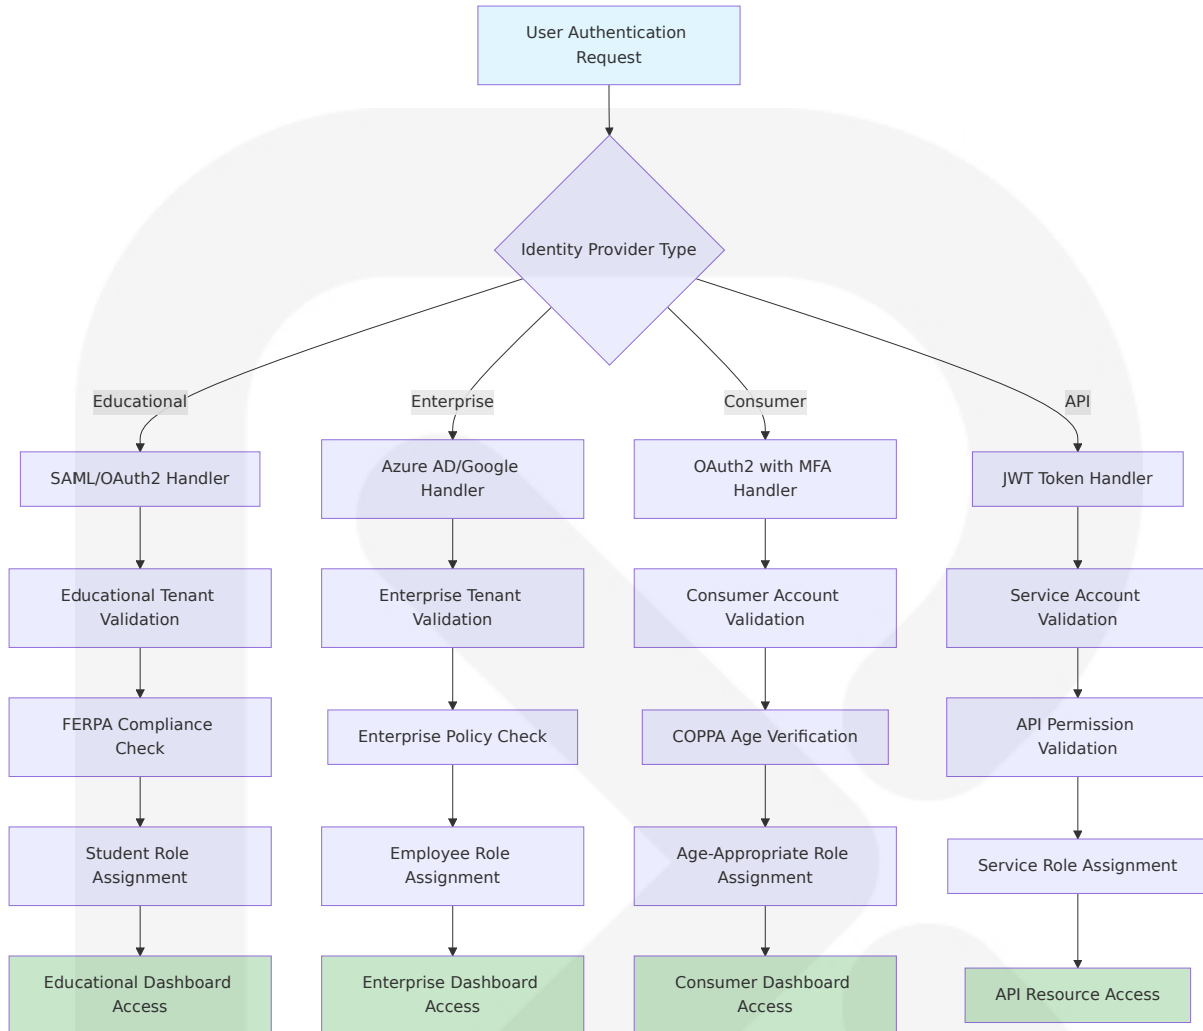 User Authentication
Request
Identity Provider Type
Educational
Enterprise
Consumer
API
SAML/OAuth2 Handler
Azure AD/Google
Handler
OAuth2 with MFA
Handler
JWT Token Handler
Educational Tenant
Validation
Enterprise Tenant
Validation
Consumer Account
Validation
Service Account
Validation
FERPA Compliance
Check
Enterprise Policy Check
COPPA Age Verification
API Permission
Validation
Student Role
Assignment
Employee Role
Assignment
Age-Appropriate Role
Assignment
Service Role Assignment
Educational Dashboard
Access
Enterprise Dashboard
Access
Consumer Dashboard
Access
API Resource Access